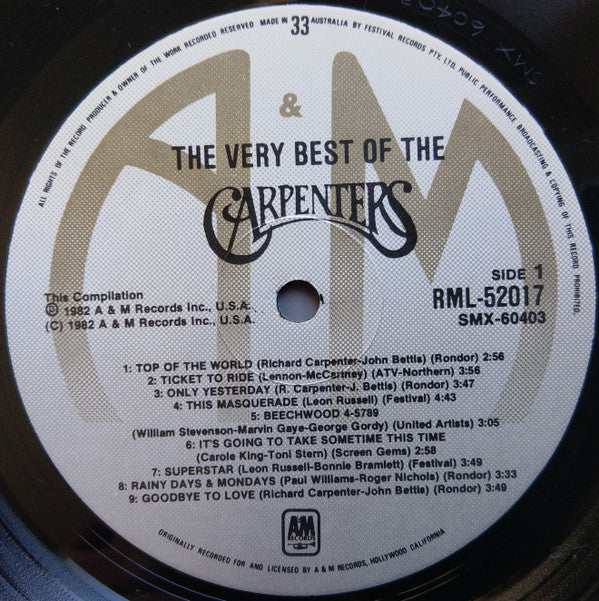 ALL RIGHTS OF THE RECORD PRODUCER & OWNER OF THE WORK RECORDED RESERVED MADE IN 33 AUSTRALIA BY FESTIVAL RECORDS PTY. LTD. PUBLIC PERFORMANCE BROADCASTING & COPYING OF THIS RECORD PROHIBITED.
SMX 60403
A & M
THE VERY BEST OF THE
CARPENTERS
SIDE 1
RML-52017
SMX-60403
This Compilation
Ⓟ 1982 A & M Records Inc., U.S.A.
(C) 1982 A & M Records Inc., U.S.A.
1: TOP OF THE WORLD (Richard Carpenter-John Bettis) (Rondor) 2:56
2: TICKET TO RIDE (Lennon-McCartney) (ATV-Northern) 3:56
3: ONLY YESTERDAY (R. Carpenter-J. Bettis) (Rondor) 3:47
4: THIS MASQUERADE (Leon Russell) (Festival) 4:43
5: BEECHWOOD 4-5789
(William Stevenson-Marvin Gaye-George Gordy) (United Artists) 3:05
6: IT'S GOING TO TAKE SOMETIME THIS TIME
(Carole King-Toni Stern) (Screen Gems) 2:58
7: SUPERSTAR (Leon Russell-Bonnie Bramlett) (Festival) 3:49
8: RAINY DAYS & MONDAYS (Paul Williams-Roger Nichols) (Rondor) 3:33
9: GOODBYE TO LOVE (Richard Carpenter-John Bettis) (Rondor) 3:49
A&M
RECORDS
ORIGINALLY RECORDED FOR AND LICENSED BY A & M RECORDS, HOLLYWOOD CALIFORNIA